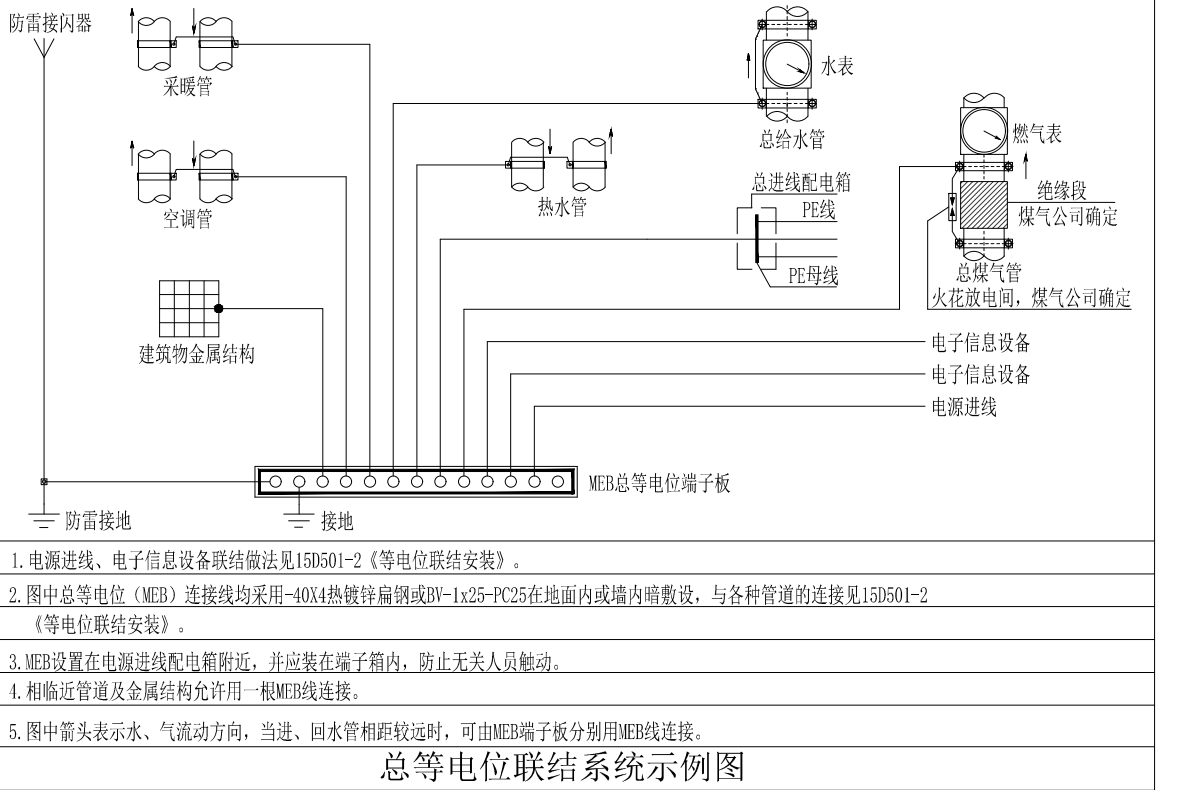 防雷接闪器
采暖管
水表
总给水管
燃气表
空调管
热水管
总进线配电箱
PE线
PE母线
绝缘段
煤气公司确定
总煤气管
火花放电间，煤气公司确定
建筑物金属结构
电子信息设备
电子信息设备
电源进线
MEB总等电位端子板
防雷接地
接地
1.电源进线、电子信息设备联结做法见15D501-2《等电位联结安装》。
2.图中总等电位（MEB）连接线均采用-40X4热镀锌扁钢或BV-1x25-PC25在地面内或墙内暗敷设，与各种管道的连接见15D501-2
《等电位联结安装》。
3.MEB设置在电源进线配电箱附近，并应装在端子箱内，防止无关人员触动。
4.相临近管道及金属结构允许用一根MEB线连接。
5.图中箭头表示水、气流动方向，当进、回水管相距较远时，可由MEB端子板分别用MEB线连接。
总等电位联结系统示例图